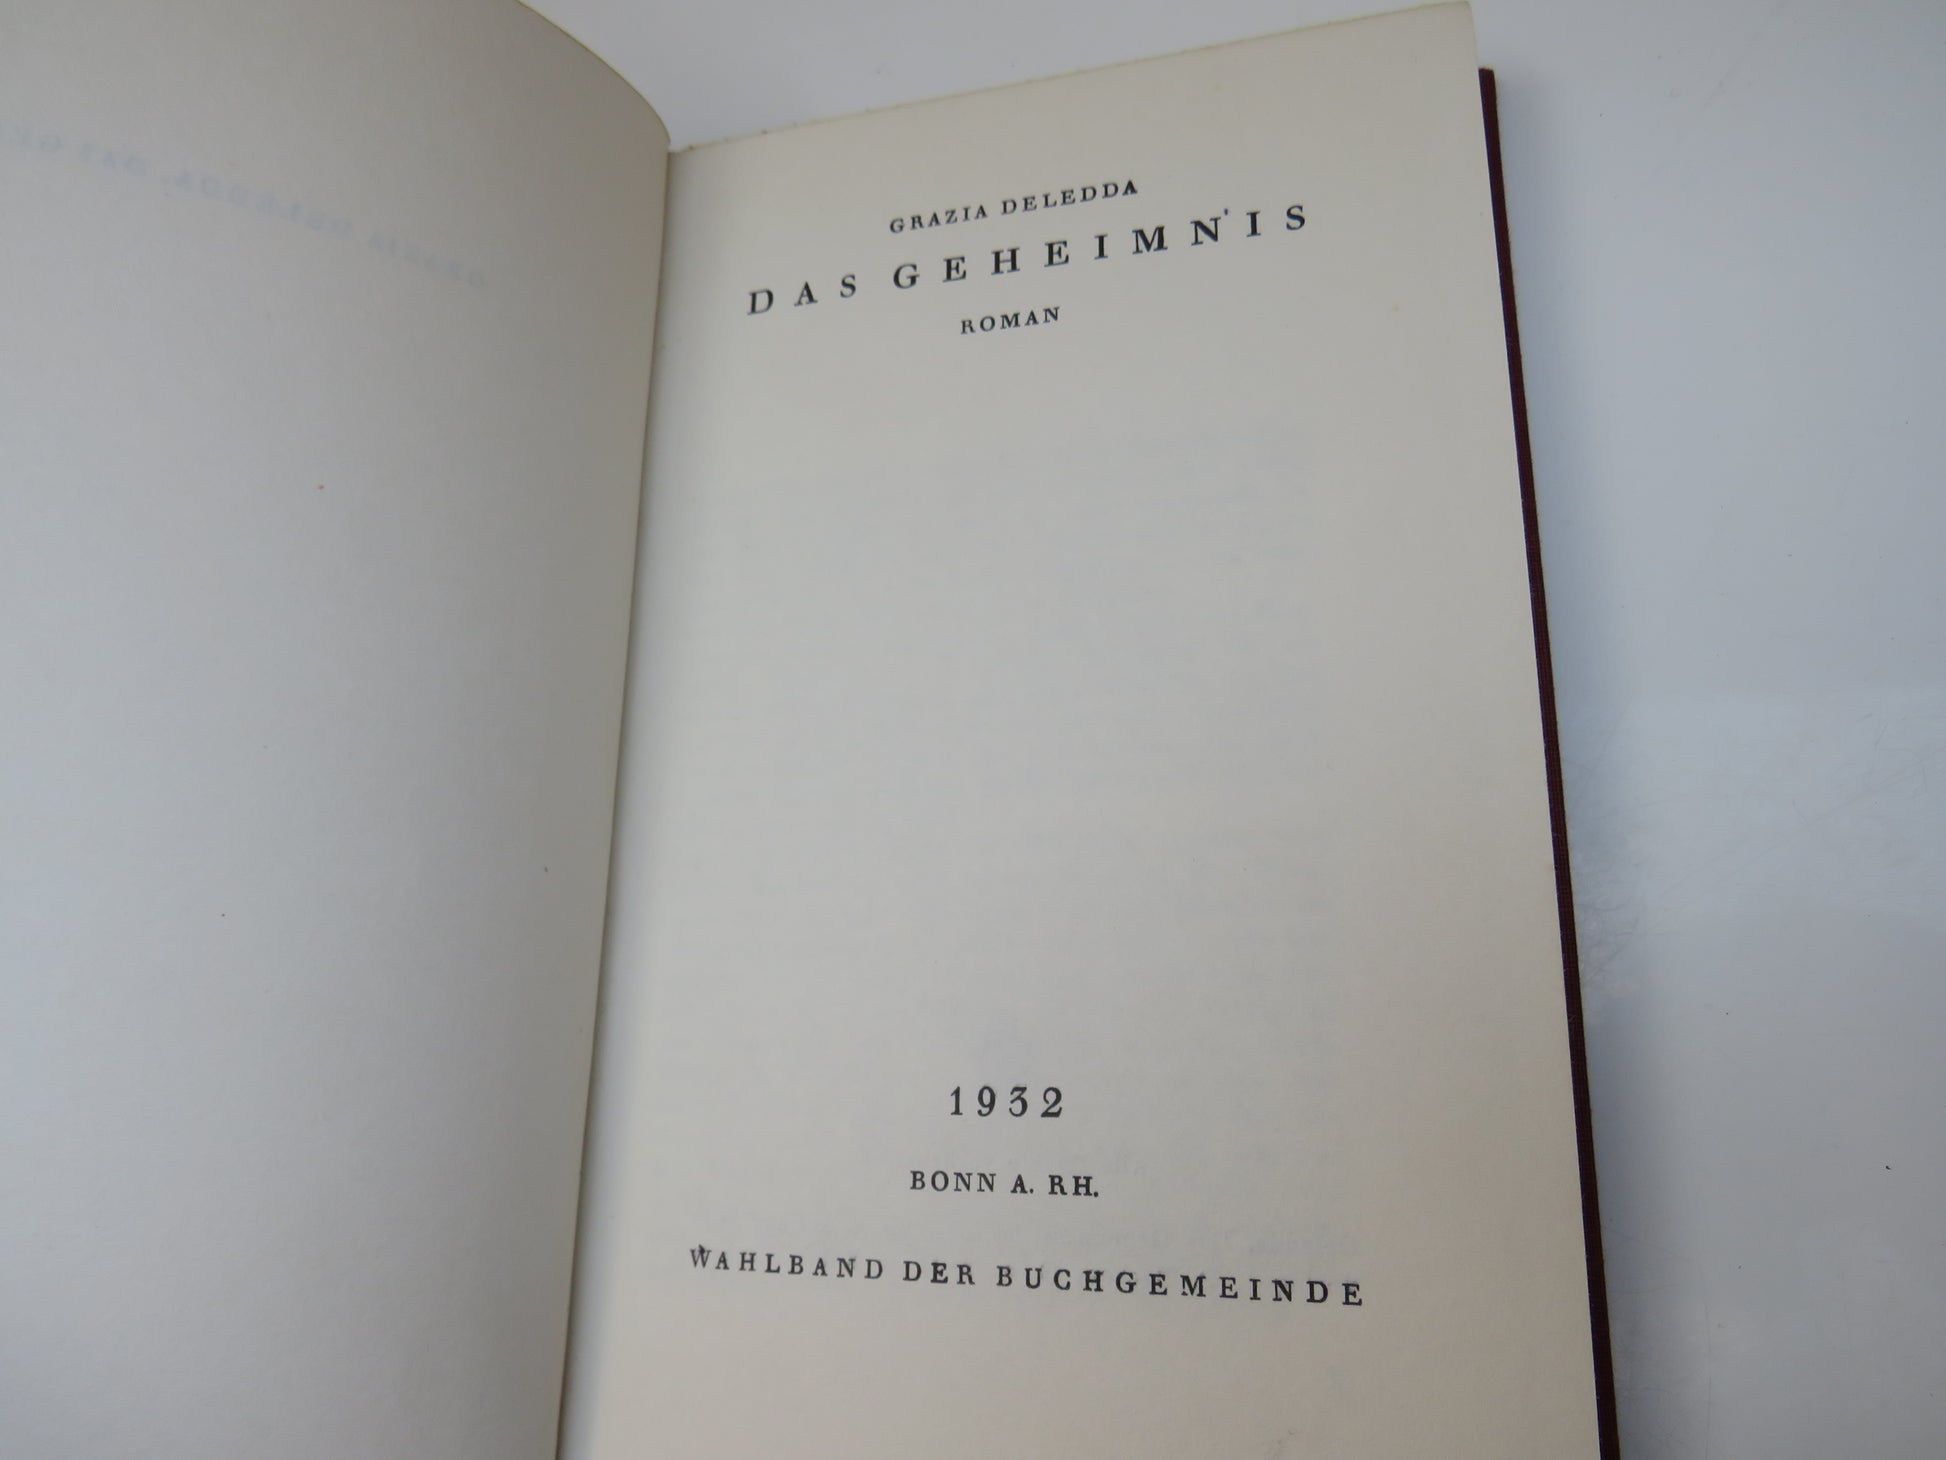 GRAZIA DELEDDA
DAS GEHEIMNIS
ROMAN
1932
BONN A. RH.
WAHLBAND DER BUCHGEMEINDE